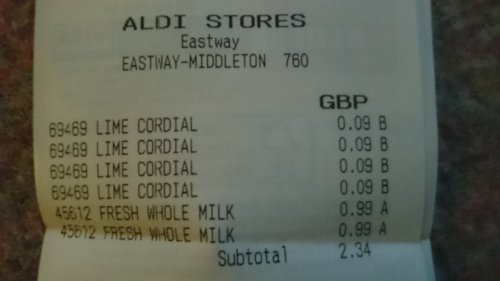 ALDI STORES
Eastway
EASTWAY-MIDDLETON 760
GBP
69469 LIME CORDIAL 0.09 B
69469 LIME CORDIAL 0.09 B
69469 LIME CORDIAL 0.09 B
69469 LIME CORDIAL 0.09 B
45612 FRESH WHOLE MILK 0.99 A
45612 FRESH WHOLE MILK 0.99 A
Subtotal 2.34